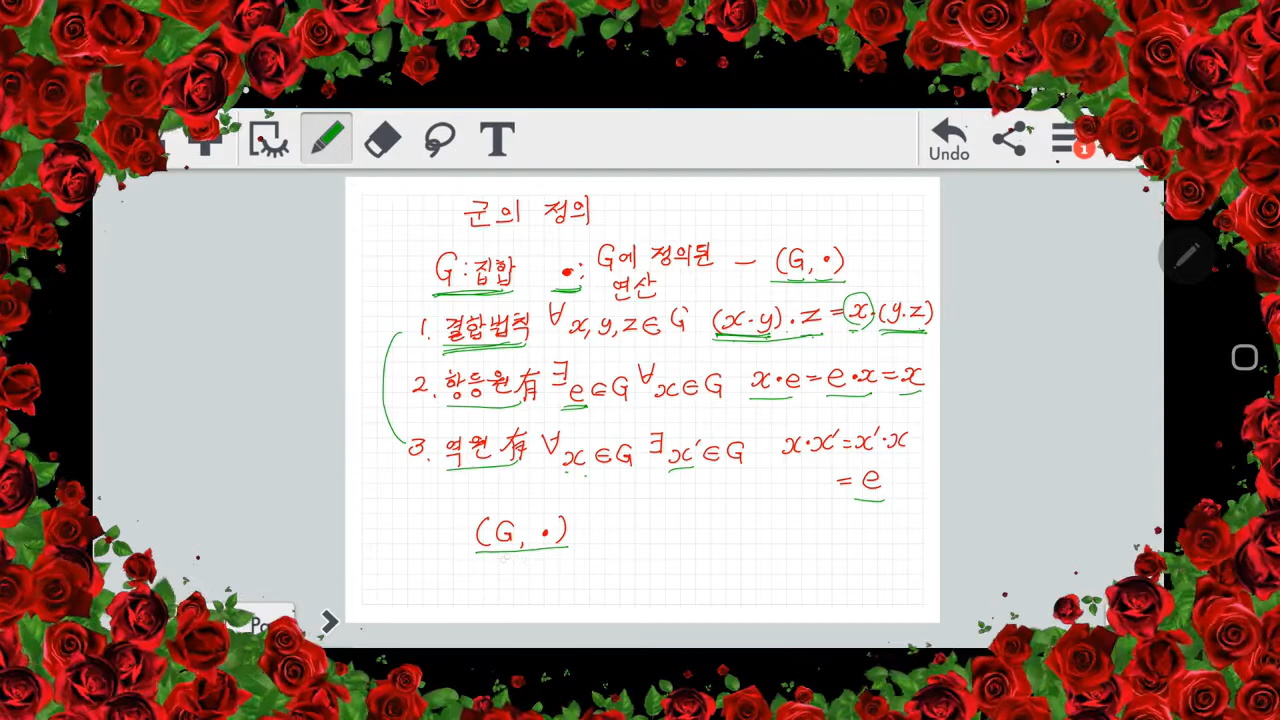 Undo
1
군의 정의
G:집합 •: G에 정의된 연산 — (G, •)
1. 결합법칙 ∀x,y,z∈G (x·y)·z=x·(y·z)
2. 항등원 有 ∃e∈G ∀x∈G x·e=e·x=x
3. 역원 有 ∀x∈G ∃x'∈G x·x'=x'·x
= e
(G, •)